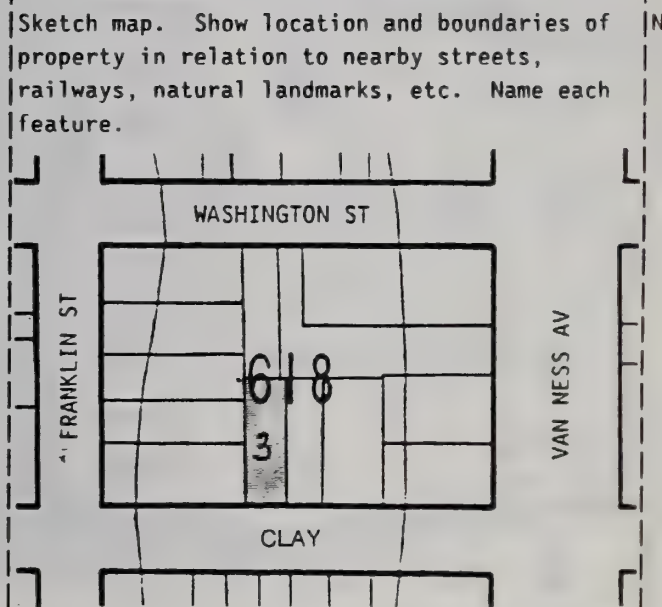 Sketch map. Show location and boundaries of
property in relation to nearby streets,
railways, natural landmarks, etc. Name each
feature.
N
WASHINGTON ST
FRANKLIN ST
VAN NESS AV
618
3
CLAY